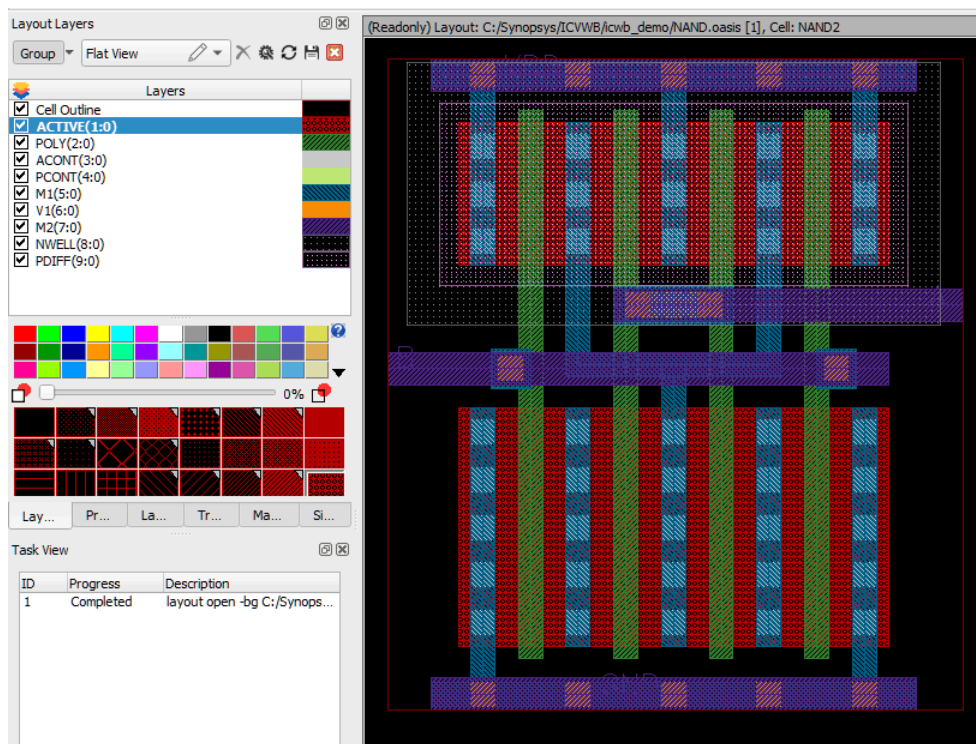 Layout Layers
(Readonly) Layout: C:/Synopsys/ICVWB/icwb_demo/NAND.oasis [1], Cell: NAND2
Group
Flat View
Layers
Cell Outline
ACTIVE(1:0)
POLY(2:0)
ACONT(3:0)
PCONT(4:0)
M1(5:0)
V1(6:0)
M2(7:0)
NWELL(8:0)
PDIFF(9:0)
0%
Lay... Pr... La... Tr... Ma... Si...
Task View
ID Progress Description
1 Completed layout open -bg C:/Synops...
VDD
B
GND